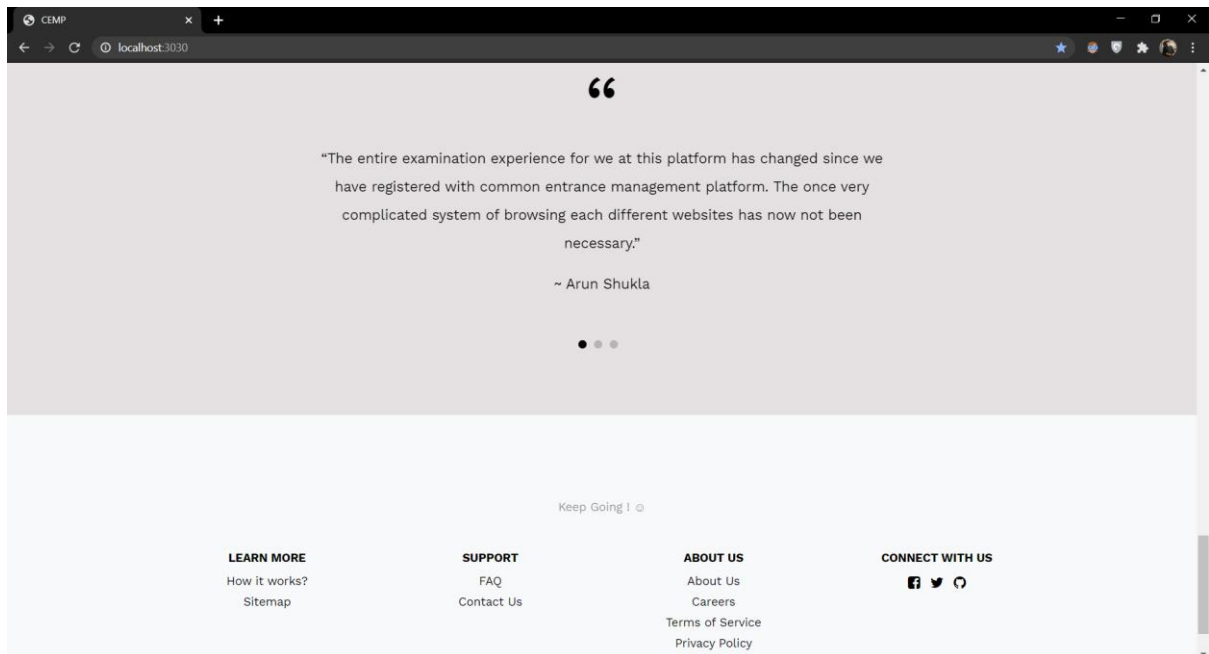 CEMP
localhost:3030
“
“The entire examination experience for we at this platform has changed since we
have registered with common entrance management platform. The once very
complicated system of browsing each different websites has now not been
necessary.”
~ Arun Shukla
Keep Going ! ☺
LEARN MORE
How it works?
Sitemap
SUPPORT
FAQ
Contact Us
ABOUT US
About Us
Careers
Terms of Service
Privacy Policy
CONNECT WITH US